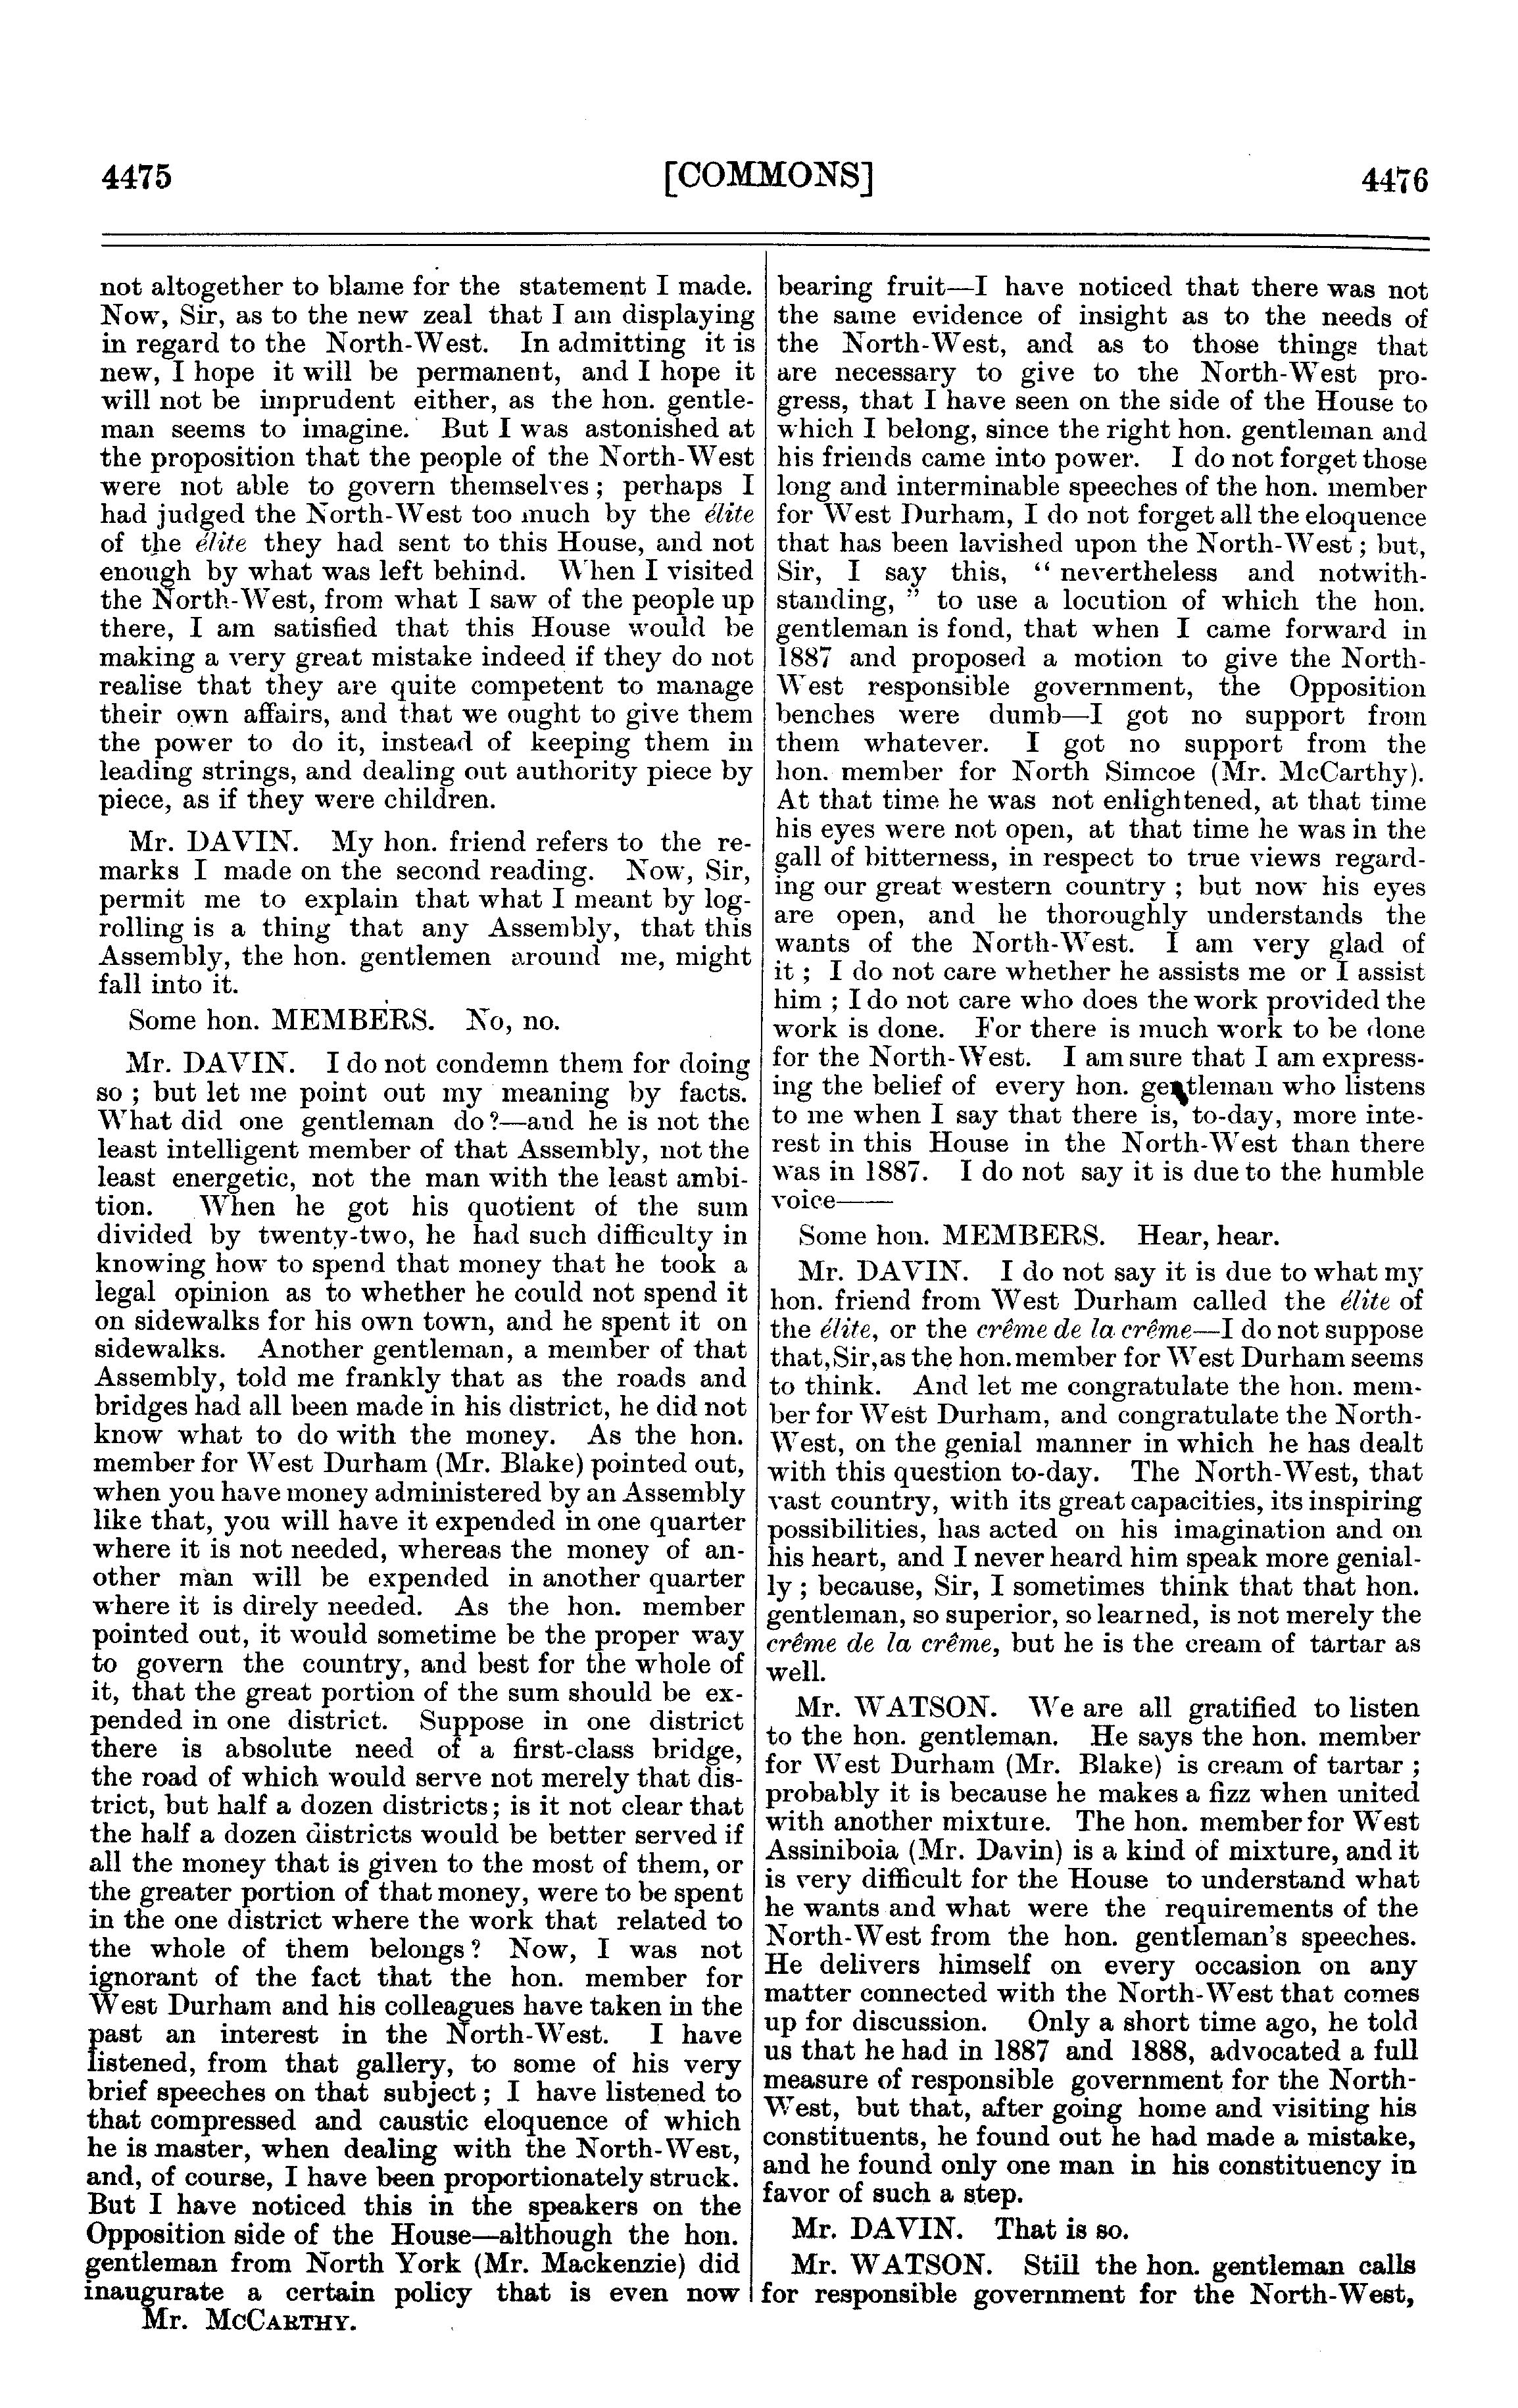 4475
[COMMONS]
4476
not altogether to blame for the statement I made.
Now, Sir, as to the new zeal that I am displaying
in regard to the North-West. In admitting it is
new, I hope it will be permanent, and I hope it
will not be imprudent either, as the hon. gentle-
man seems to imagine. But I was astonished at
the proposition that the people of the North-West
were not able to govern themselves; perhaps I
had judged the North-West too much by the élite
of the élite they had sent to this House, and not
enough by what was left behind. When I visited
the North-West, from what I saw of the people up
there, I am satisfied that this House would be
making a very great mistake indeed if they do not
realise that they are quite competent to manage
their own affairs, and that we ought to give them
the power to do it, instead of keeping them in
leading strings, and dealing out authority piece by
piece, as if they were children.
Mr. DAVIN. My hon. friend refers to the re-
marks I made on the second reading. Now, Sir,
permit me to explain that what I meant by log-
rolling is a thing that any Assembly, that this
Assembly, the hon. gentlemen around me, might
fall into it.
Some hon. MEMBERS. No, no.
Mr. DAVIN. I do not condemn them for doing
so; but let me point out my meaning by facts.
What did one gentleman do?—and he is not the
least intelligent member of that Assembly, not the
least energetic, not the man with the least ambi-
tion. When he got his quotient of the sum
divided by twenty-two, he had such difficulty in
knowing how to spend that money that he took a
legal opinion as to whether he could not spend it
on sidewalks for his own town, and he spent it on
sidewalks. Another gentleman, a member of that
Assembly, told me frankly that as the roads and
bridges had all been made in his district, he did not
know what to do with the money. As the hon.
member for West Durham (Mr. Blake) pointed out,
when you have money administered by an Assembly
like that, you will have it expended in one quarter
where it is not needed, whereas the money of an-
other man will be expended in another quarter
where it is direly needed. As the hon. member
pointed out, it would sometime be the proper way
to govern the country, and best for the whole of
it, that the great portion of the sum should be ex-
pended in one district. Suppose in one district
there is absolute need of a first-class bridge,
the road of which would serve not merely that dis-
trict, but half a dozen districts; is it not clear that
the half a dozen districts would be better served if
all the money that is given to the most of them, or
the greater portion of that money, were to be spent
in the one district where the work that related to
the whole of them belongs? Now, I was not
ignorant of the fact that the hon. member for
West Durham and his colleagues have taken in the
past an interest in the North-West. I have
listened, from that gallery, to some of his very
brief speeches on that subject; I have listened to
that compressed and caustic eloquence of which
he is master, when dealing with the North-West,
and, of course, I have been proportionately struck.
But I have noticed this in the speakers on the
Opposition side of the House—although the hon.
gentleman from North York (Mr. Mackenzie) did
inaugurate a certain policy that is even now
Mr. McCARTHY.
bearing fruit—I have noticed that there was not
the same evidence of insight as to the needs of
the North-West, and as to those things that
are necessary to give to the North-West pro-
gress, that I have seen on the side of the House to
which I belong, since the right hon. gentleman and
his friends came into power. I do not forget those
long and interminable speeches of the hon. member
for West Durham, I do not forget all the eloquence
that has been lavished upon the North-West; but,
Sir, I say this, "nevertheless and notwith-
standing," to use a locution of which the hon.
gentleman is fond, that when I came forward in
1887 and proposed a motion to give the North-
West responsible government, the Opposition
benches were dumb—I got no support from
them whatever. I got no support from the
hon. member for North Simcoe (Mr. McCarthy).
At that time he was not enlightened, at that time
his eyes were not open, at that time he was in the
gall of bitterness, in respect to true views regard-
ing our great western country; but now his eyes
are open, and he thoroughly understands the
wants of the North-West. I am very glad of
it; I do not care whether he assists me or I assist
him; I do not care who does the work provided the
work is done. For there is much work to be done
for the North-West. I am sure that I am express-
ing the belief of every hon. gentleman who listens
to me when I say that there is, to-day, more inte-
rest in this House in the North-West than there
was in 1887. I do not say it is due to the humble
voice——
Some hon. MEMBERS. Hear, hear.
Mr. DAVIN. I do not say it is due to what my
hon. friend from West Durham called the élite of
the élite, or the crême de la crême—I do not suppose
that, Sir, as the hon. member for West Durham seems
to think. And let me congratulate the hon. mem-
ber for West Durham, and congratulate the North-
West, on the genial manner in which he has dealt
with this question to-day. The North-West, that
vast country, with its great capacities, its inspiring
possibilities, has acted on his imagination and on
his heart, and I never heard him speak more genial-
ly; because, Sir, I sometimes think that that hon.
gentleman, so superior, so learned, is not merely the
crême de la crême, but he is the cream of tartar as
well.
Mr. WATSON. We are all gratified to listen
to the hon. gentleman. He says the hon. member
for West Durham (Mr. Blake) is cream of tartar;
probably it is because he makes a fizz when united
with another mixture. The hon. member for West
Assiniboia (Mr. Davin) is a kind of mixture, and it
is very difficult for the House to understand what
he wants and what were the requirements of the
North-West from the hon. gentleman's speeches.
He delivers himself on every occasion on any
matter connected with the North-West that comes
up for discussion. Only a short time ago, he told
us that he had in 1887 and 1888, advocated a full
measure of responsible government for the North-
West, but that, after going home and visiting his
constituents, he found out he had made a mistake,
and he found only one man in his constituency in
favor of such a step.
Mr. DAVIN. That is so.
Mr. WATSON. Still the hon. gentleman calls
for responsible government for the North-West,